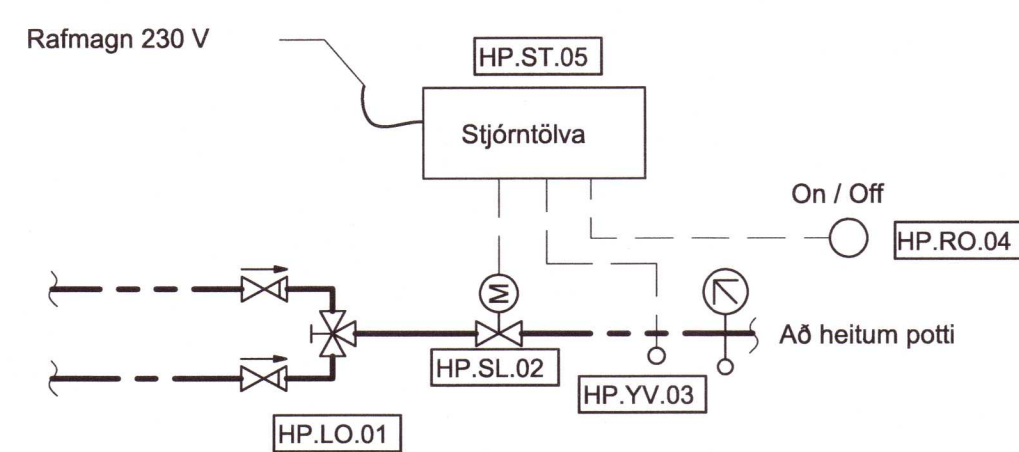 Rafmagn 230 V
HP.ST.05
Stjórntölva
On / Off
HP.RO.04
M
Að heitum potti
HP.SL.02
HP.YV.03
HP.LO.01